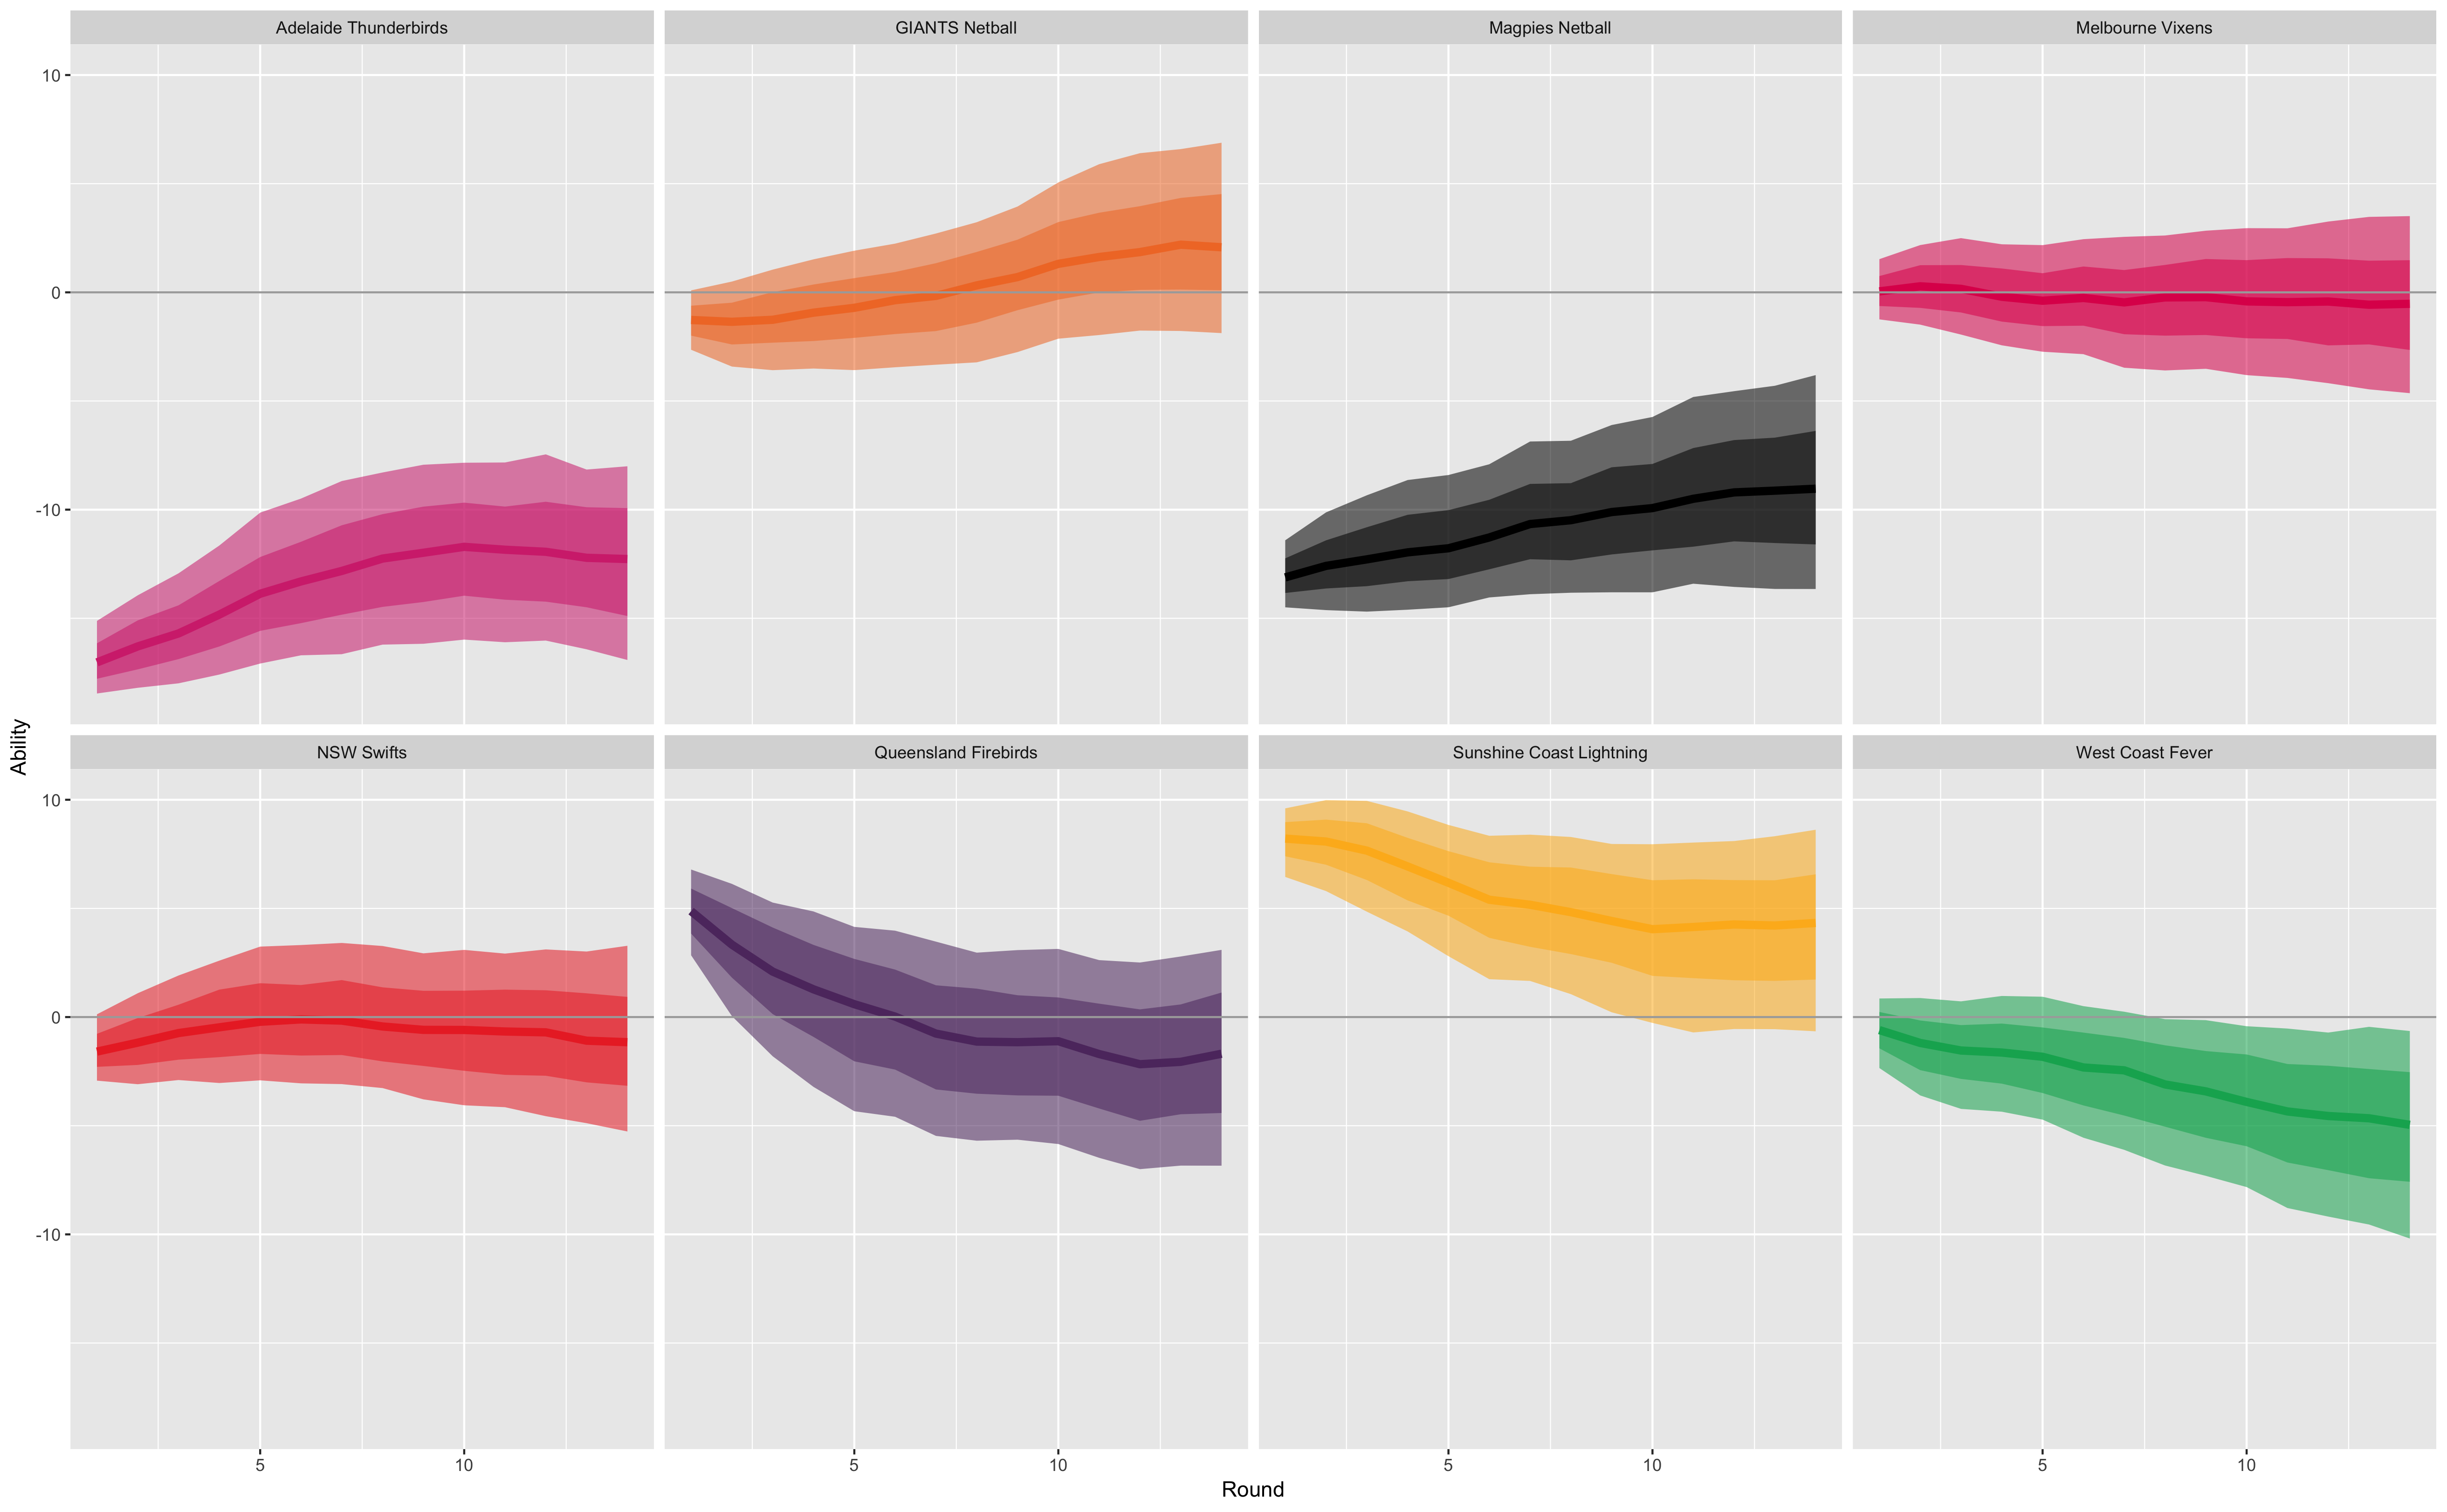 Adelaide Thunderbirds
GIANTS Netball
Magpies Netball
Melbourne Vixens
10
0
-10
NSW Swifts
Queensland Firebirds
Sunshine Coast Lightning
West Coast Fever
10
0
-10
Ability
5 10
5 10
5 10
5 10
Round